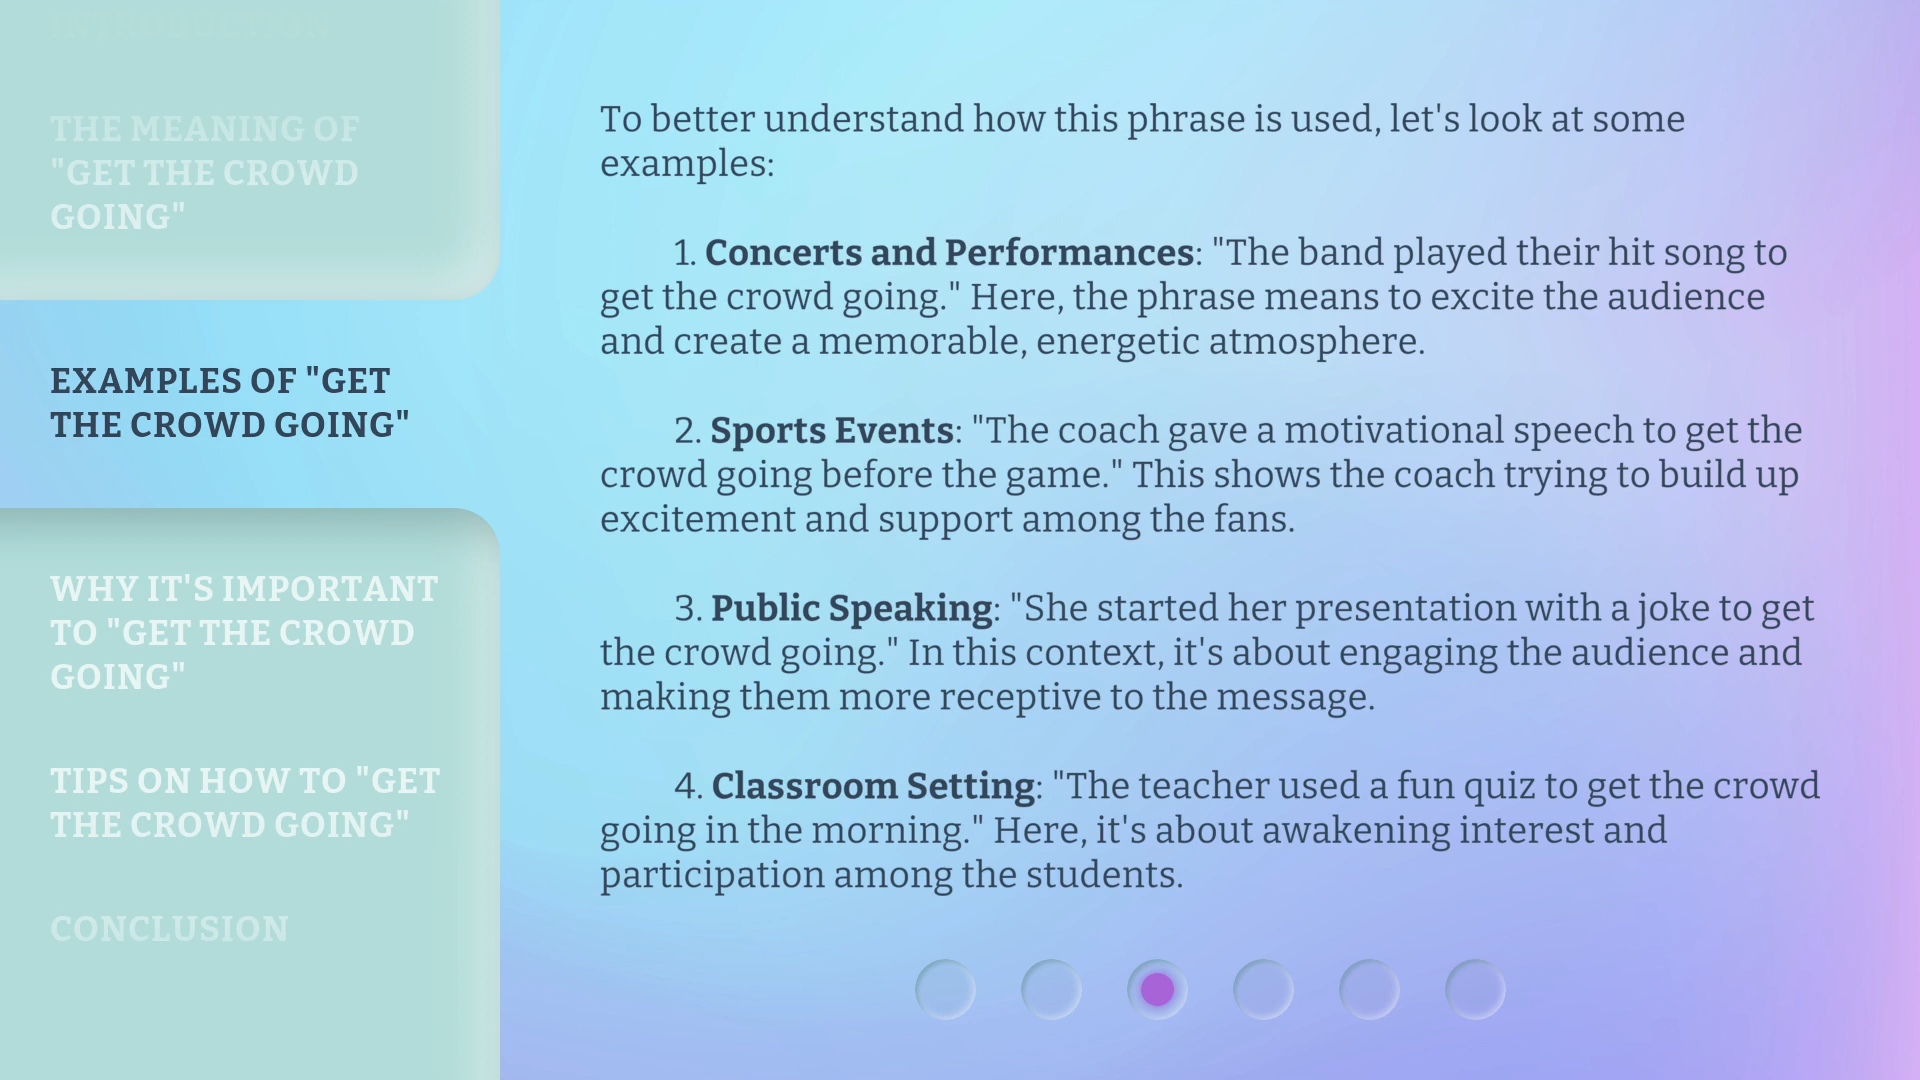 INTRODUCTION
THE MEANING OF
"GET THE CROWD
GOING"
EXAMPLES OF "GET
THE CROWD GOING"
WHY IT'S IMPORTANT
TO "GET THE CROWD
GOING"
TIPS ON HOW TO "GET
THE CROWD GOING"
CONCLUSION
To better understand how this phrase is used, let's look at some
examples:
1. Concerts and Performances: "The band played their hit song to
get the crowd going." Here, the phrase means to excite the audience
and create a memorable, energetic atmosphere.
2. Sports Events: "The coach gave a motivational speech to get the
crowd going before the game." This shows the coach trying to build up
excitement and support among the fans.
3. Public Speaking: "She started her presentation with a joke to get
the crowd going." In this context, it's about engaging the audience and
making them more receptive to the message.
4. Classroom Setting: "The teacher used a fun quiz to get the crowd
going in the morning." Here, it's about awakening interest and
participation among the students.